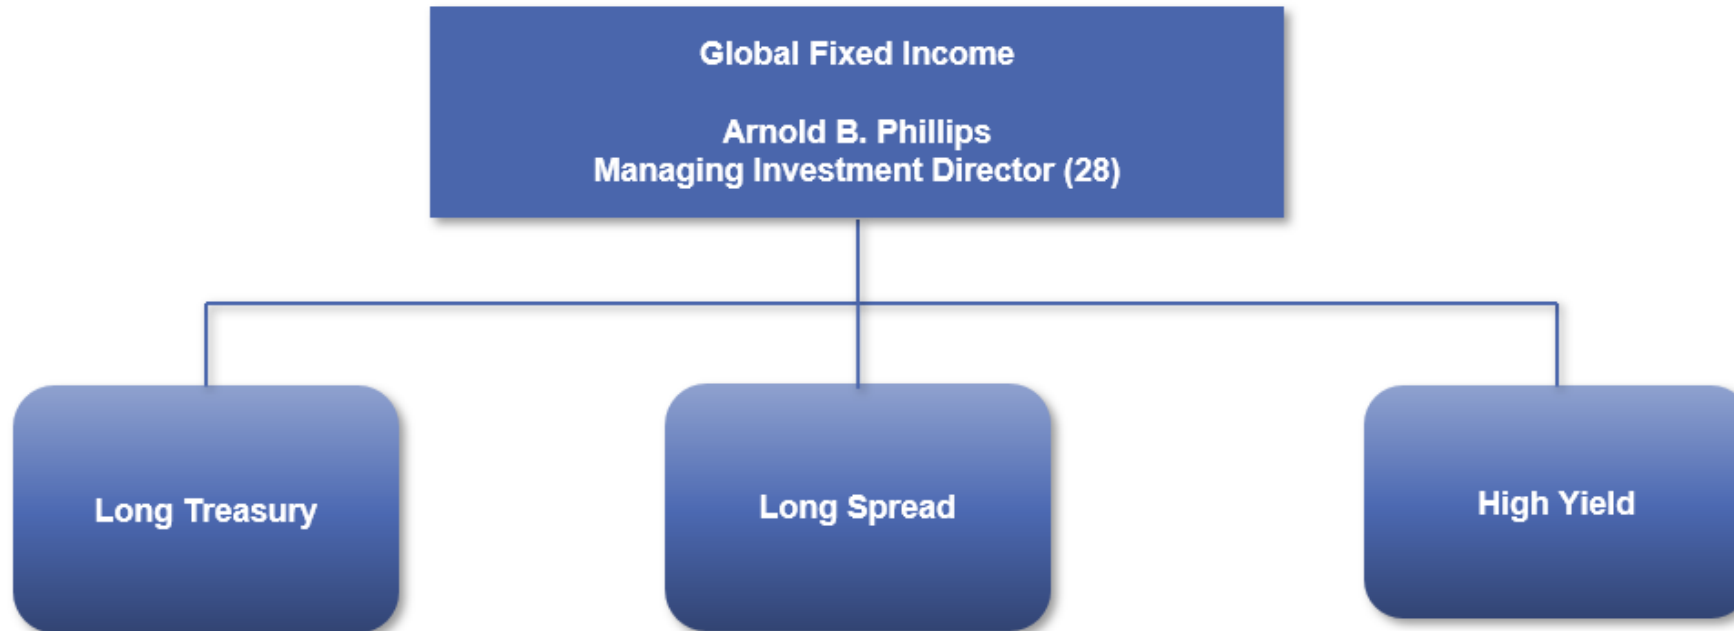 Global Fixed Income
Arnold B. Phillips
Managing Investment Director (28)
Long Treasury
Long Spread
High Yield